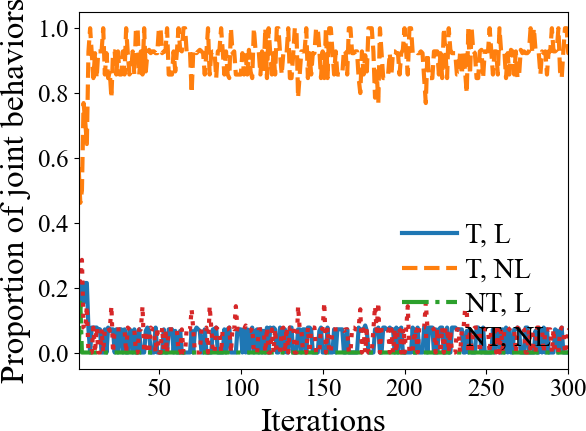 Proportion of joint behaviors
1.0
0.8
0.6
0.4
0.2
0.0
T, L
T, NL
NT, L
NT, NL
50
100
150
200
250
300
Iterations